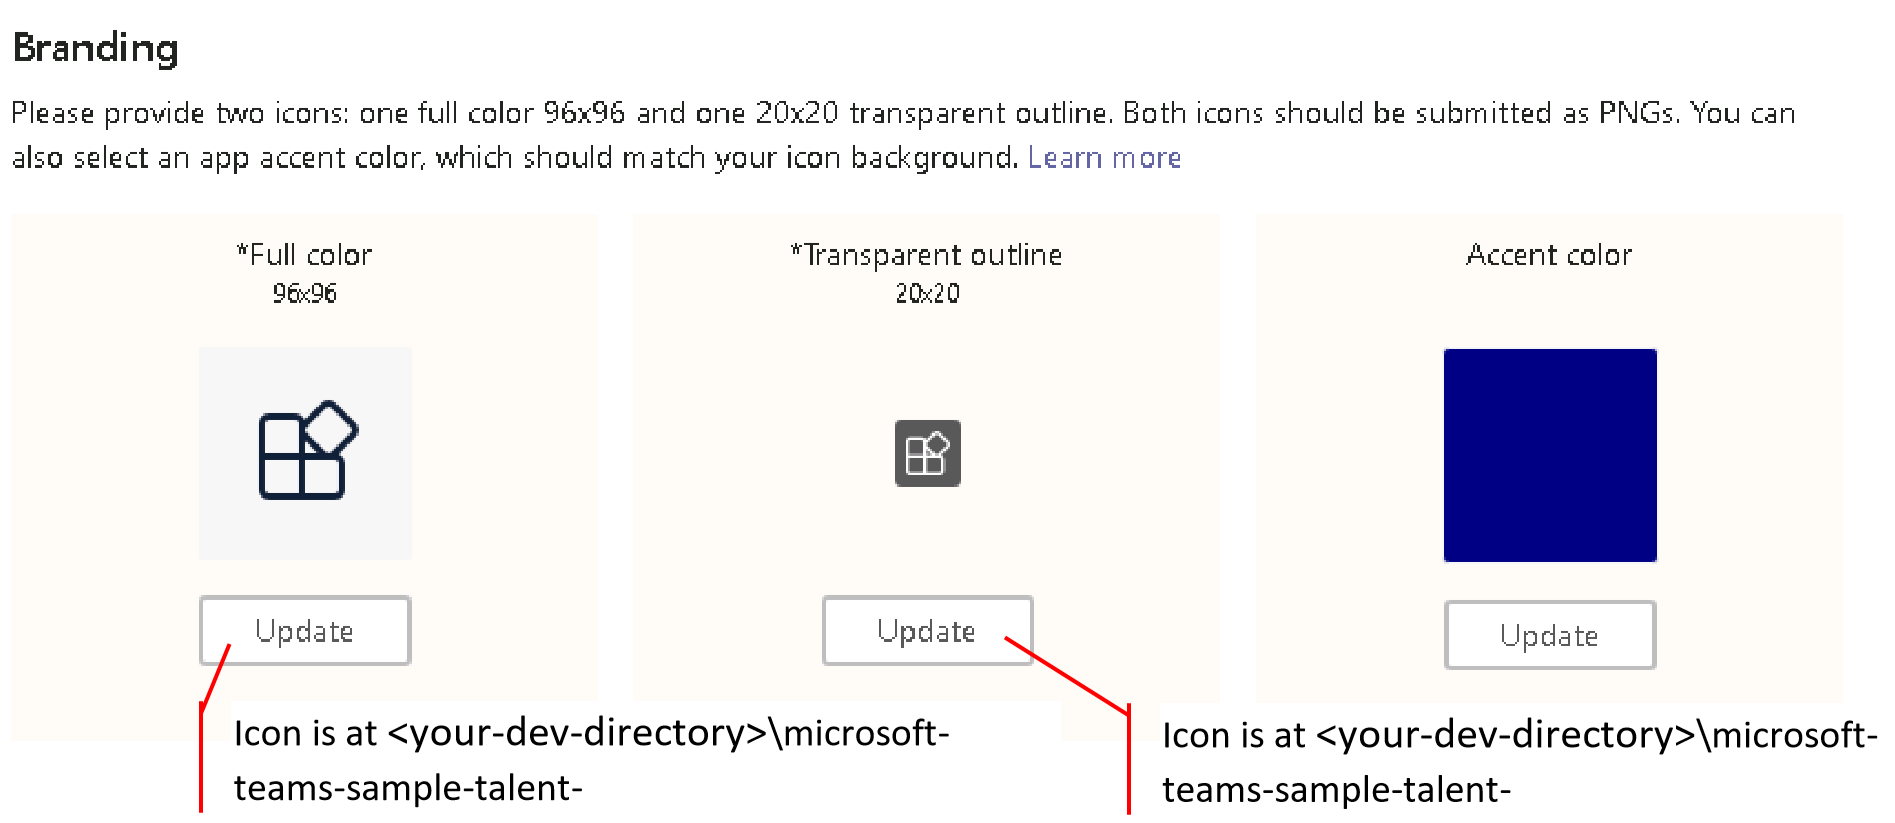 Branding
Please provide two icons: one full color 96x96 and one 20x20 transparent outline. Both icons should be submitted as PNGs. You can
also select an app accent color, which should match your icon background. Learn more
*Full color
96x96
Update
*Transparent outline
20x20
Update
Accent color
Update
Icon is at <your-dev-directory>\microsoft-
teams-sample-talent-
Icon is at <your-dev-directory>\microsoft-
teams-sample-talent-